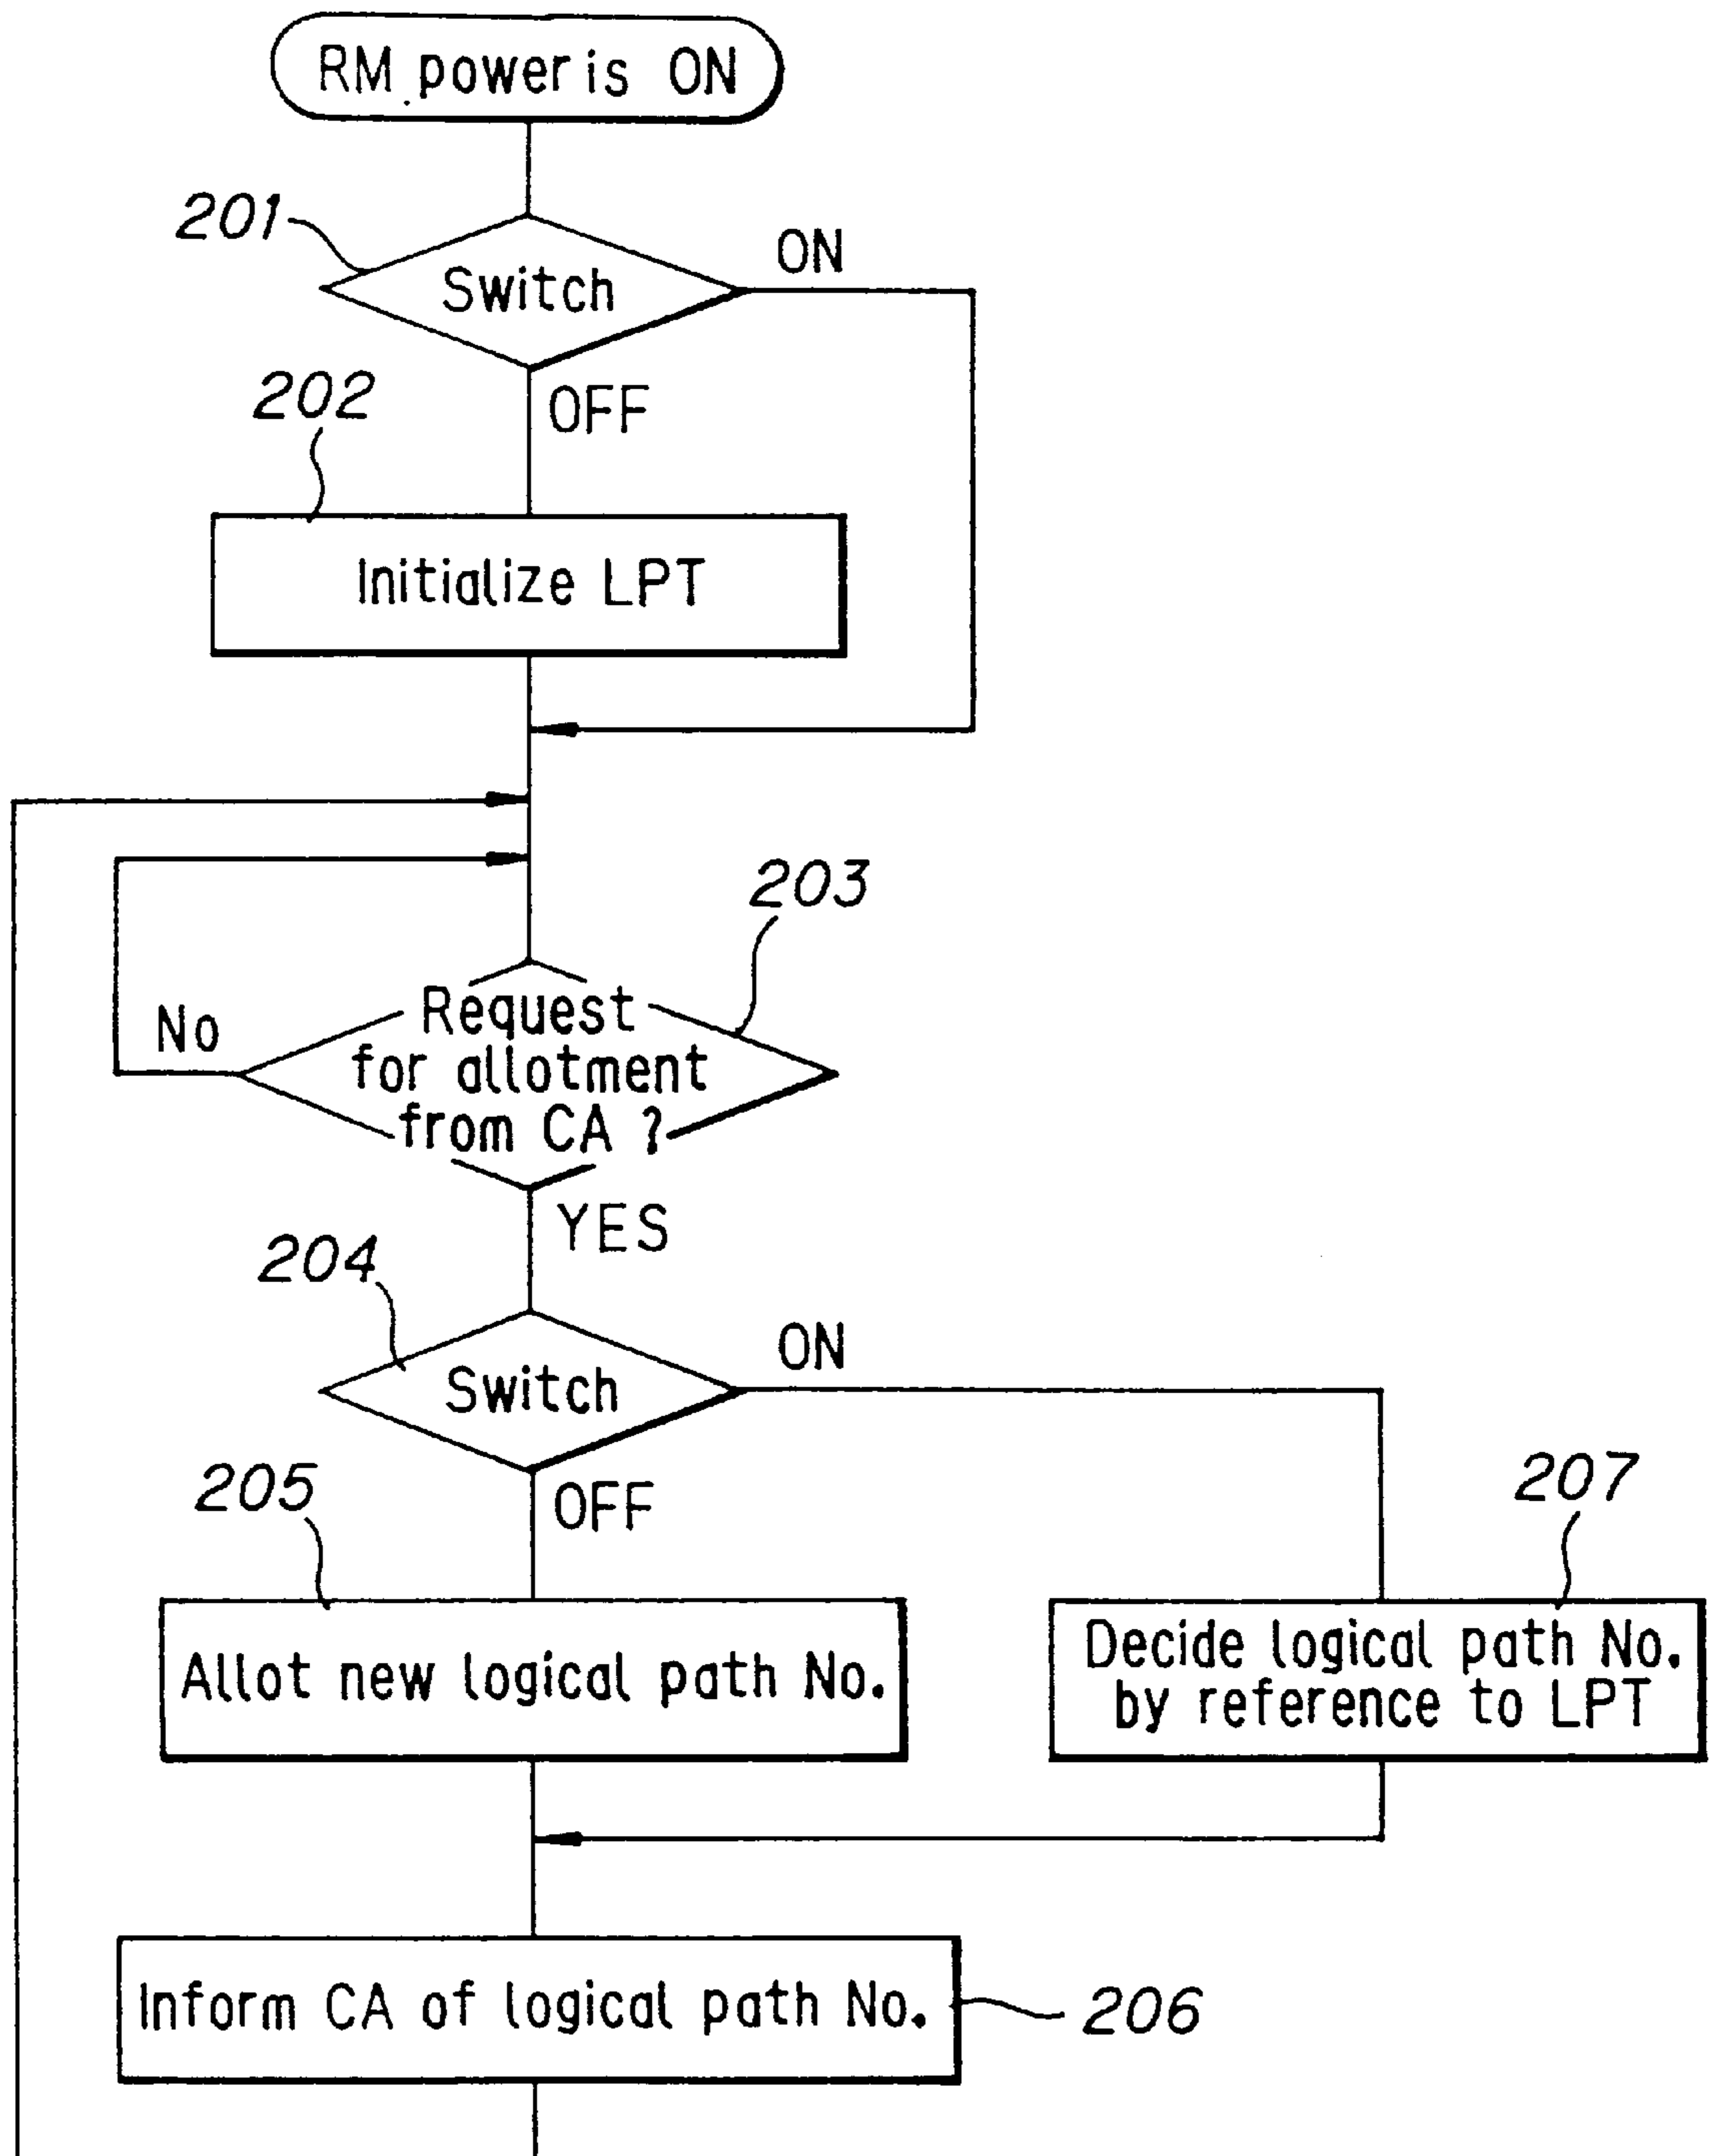 RM power is ON
201
Switch
ON
OFF
202
Initialize LPT
203
No
Request
for allotment
from CA ?
YES
204
Switch
ON
OFF
205
207
Allot new logical path No.
Decide logical path No.
by reference to LPT
Inform CA of logical path No.
206